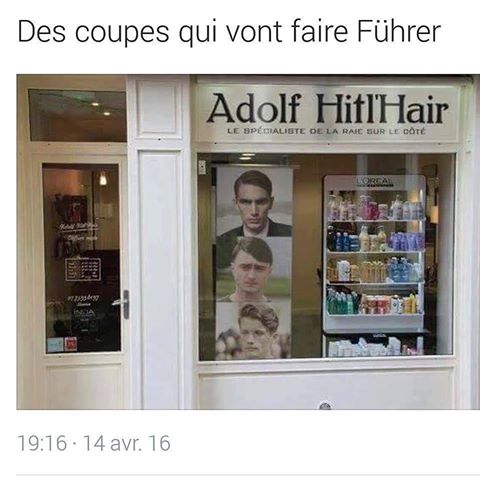 Des coupes qui vont faire Führer
Adolf Hitl'Hair
LE SPÉCIALISTE DE LA RAIE SUR LE CÔTÉ
L'ORÉAL
19:16 · 14 avr. 16